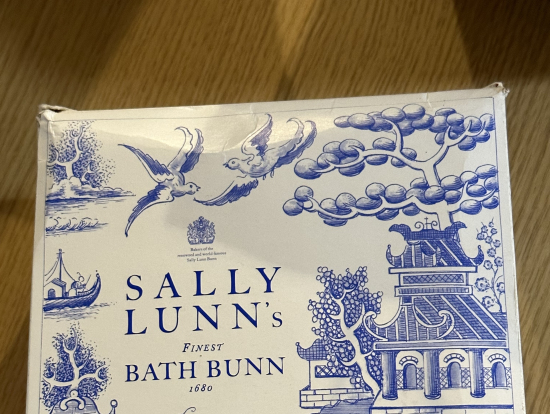 Bakers of the
renowned and world famous
Sally Lunn Bunn
SALLY
LUNN's
FINEST
BATH BUNN
1680